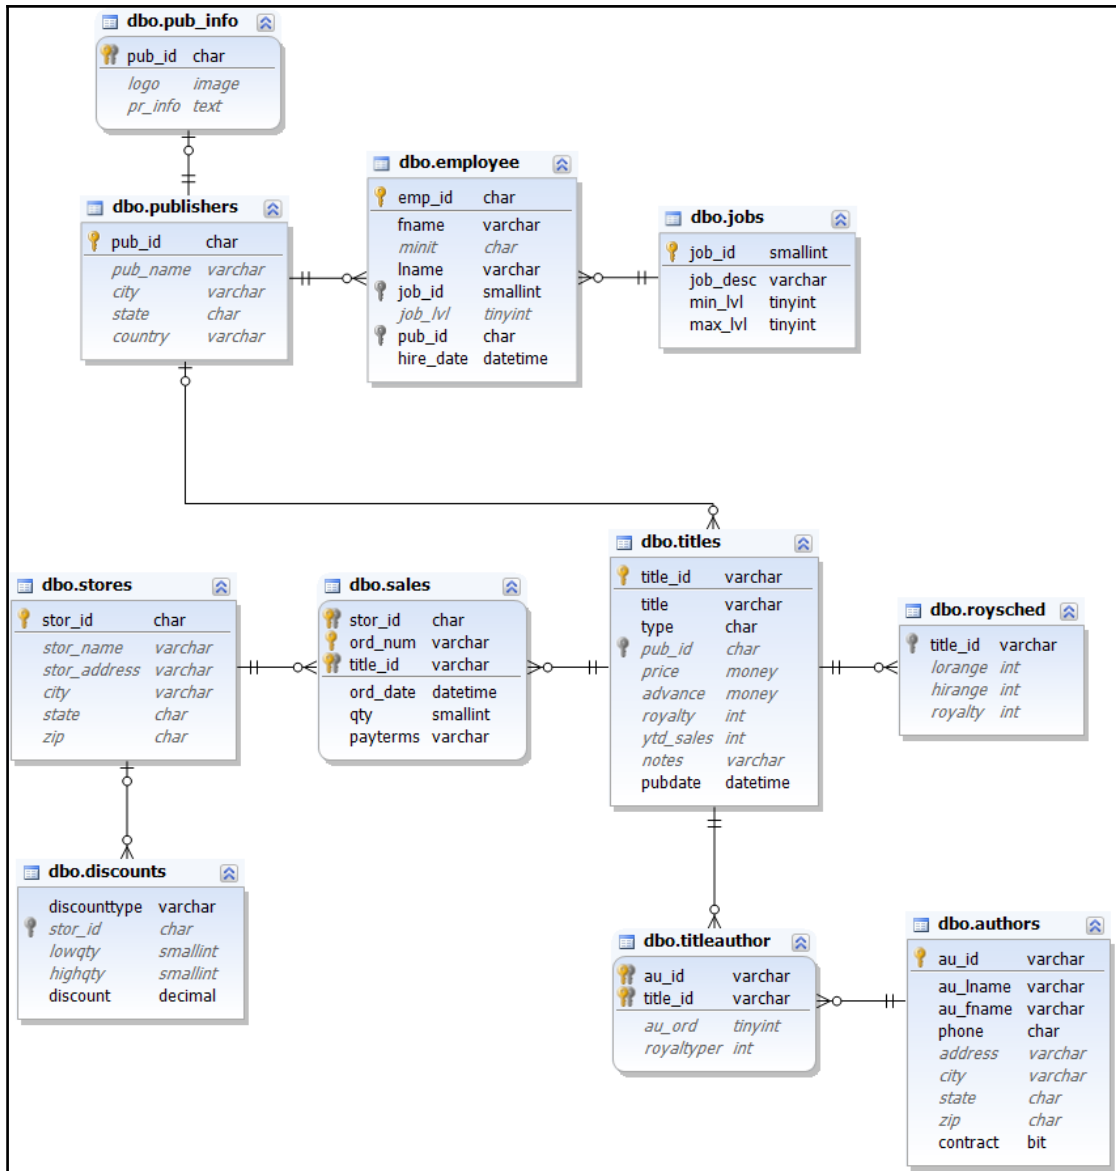 dbo.pub_info
pub_id char
logo image
pr_info text
dbo.publishers
pub_id char
pub_name varchar
city varchar
state char
country varchar
dbo.employee
emp_id char
fname varchar
minit char
lname varchar
job_id smallint
job_lvl tinyint
pub_id char
hire_date datetime
dbo.jobs
job_id smallint
job_desc varchar
min_lvl tinyint
max_lvl tinyint
dbo.stores
stor_id char
stor_name varchar
stor_address varchar
city varchar
state char
zip char
dbo.sales
stor_id char
ord_num varchar
title_id varchar
ord_date datetime
qty smallint
payterms varchar
dbo.titles
title_id varchar
title varchar
type char
pub_id char
price money
advance money
royalty int
ytd_sales int
notes varchar
pubdate datetime
dbo.roysched
title_id varchar
lorange int
hirange int
royalty int
dbo.discounts
discounttype varchar
stor_id char
lowqty smallint
highqty smallint
discount decimal
dbo.titleauthor
au_id varchar
title_id varchar
au_ord tinyint
royaltyper int
dbo.authors
au_id varchar
au_lname varchar
au_fname varchar
phone char
address varchar
city varchar
state char
zip char
contract bit